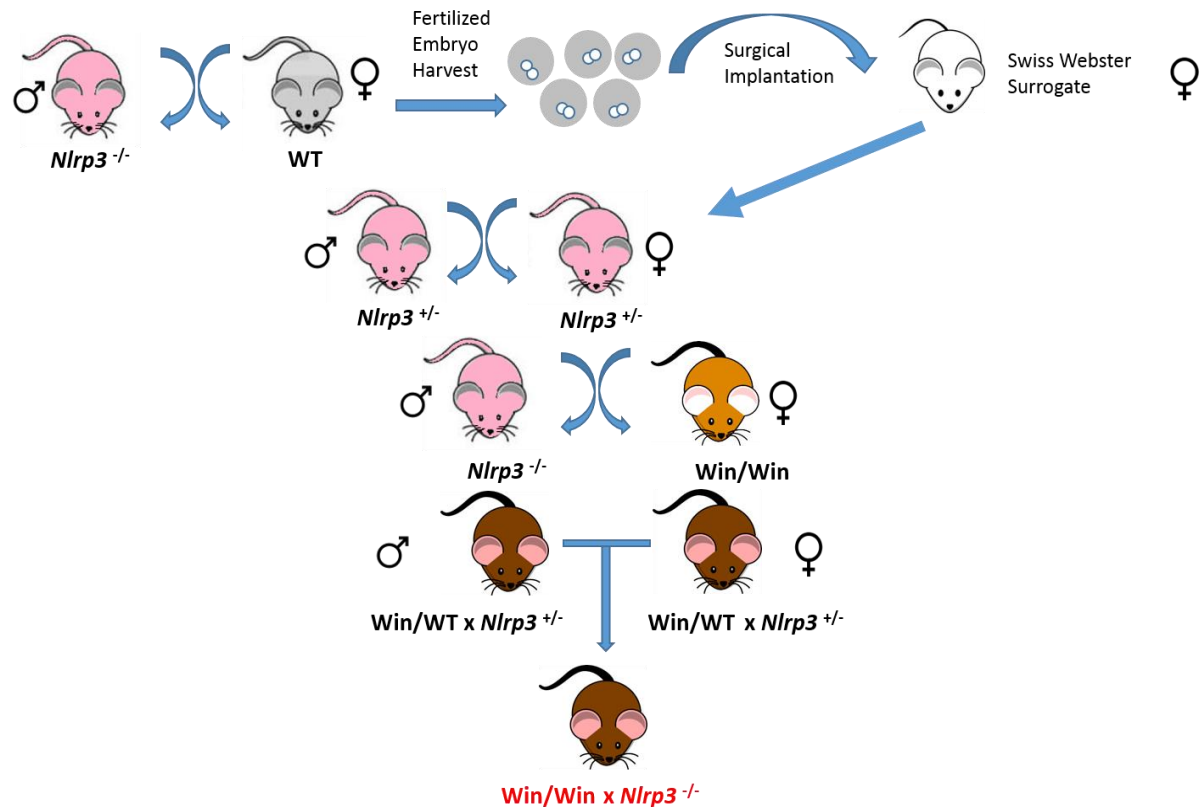 Fertilized
Embryo
Harvest
Surgical
Implantation
Swiss Webster
Surrogate
♂
♀
♀
Nlrp3 -/-
WT
♂
♀
Nlrp3 +/-
Nlrp3 +/-
♂
♀
Nlrp3 -/-
Win/Win
♂
♀
Win/WT x Nlrp3 +/-
Win/WT x Nlrp3 +/-
Win/Win x Nlrp3 -/-